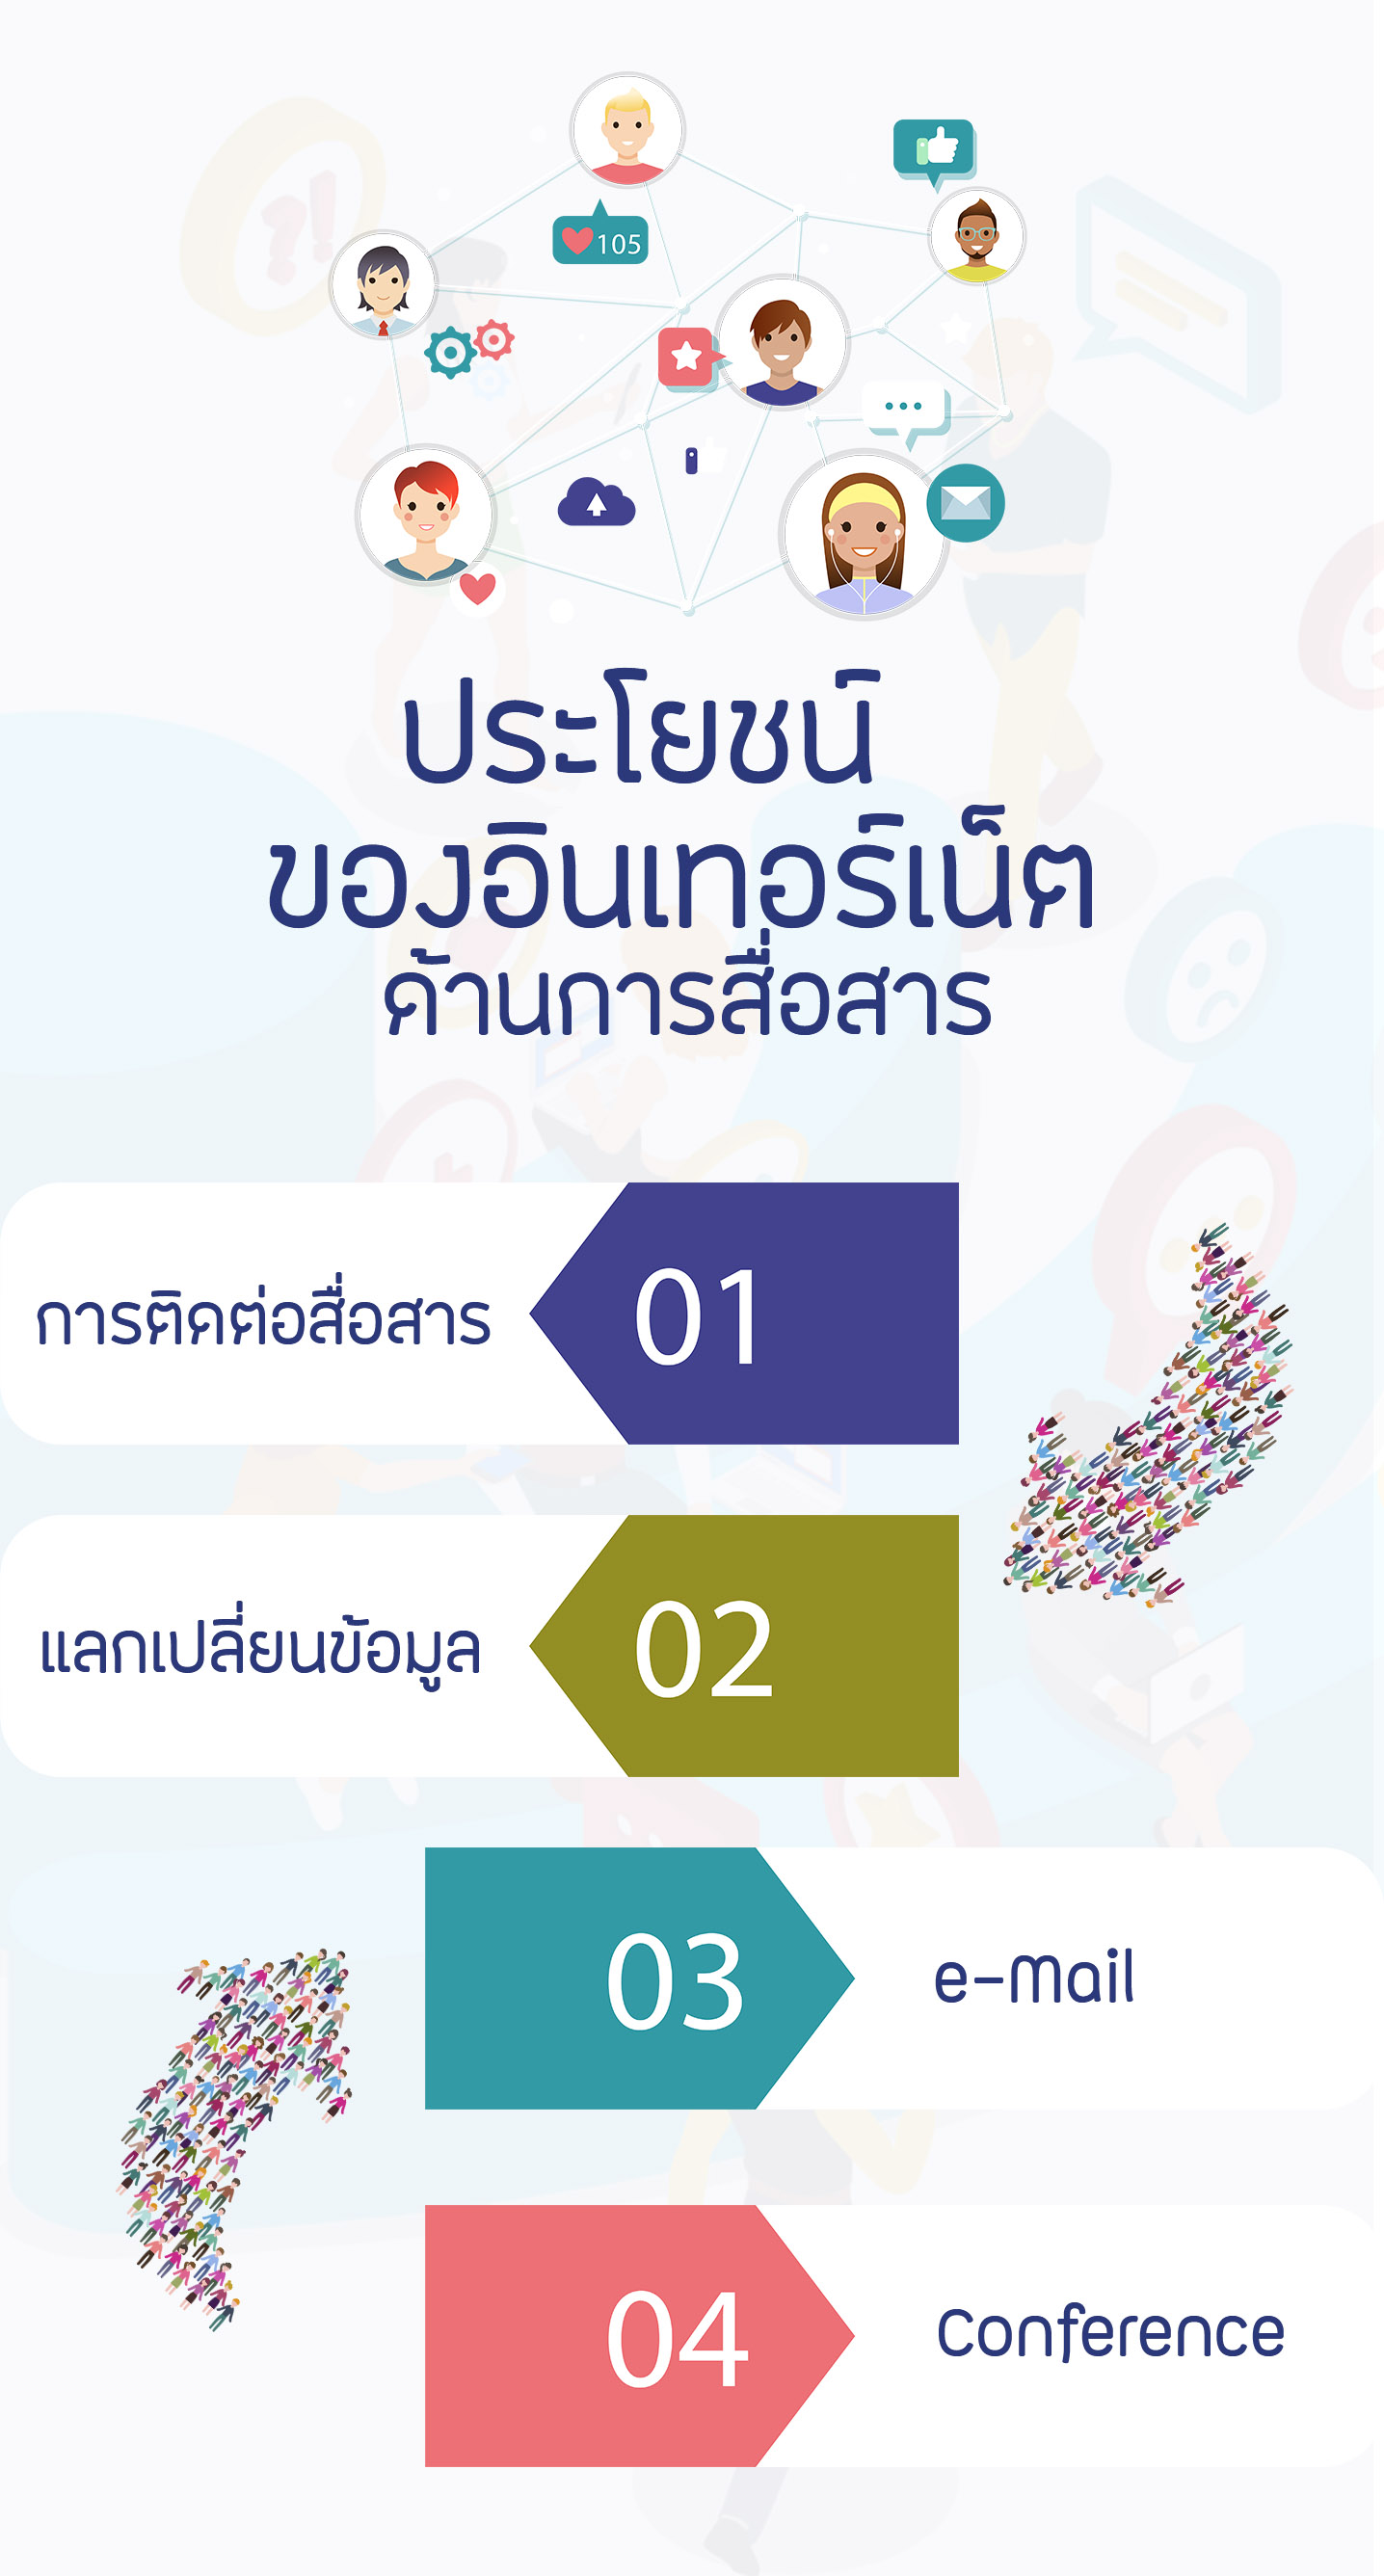 105
ประโยชน์
ของอินเทอร์เน็ต
ด้านการสื่อสาร
การติดต่อสื่อสาร
01
แลกเปลี่ยนข้อมูล
02
03
e-Mail
04
Conference